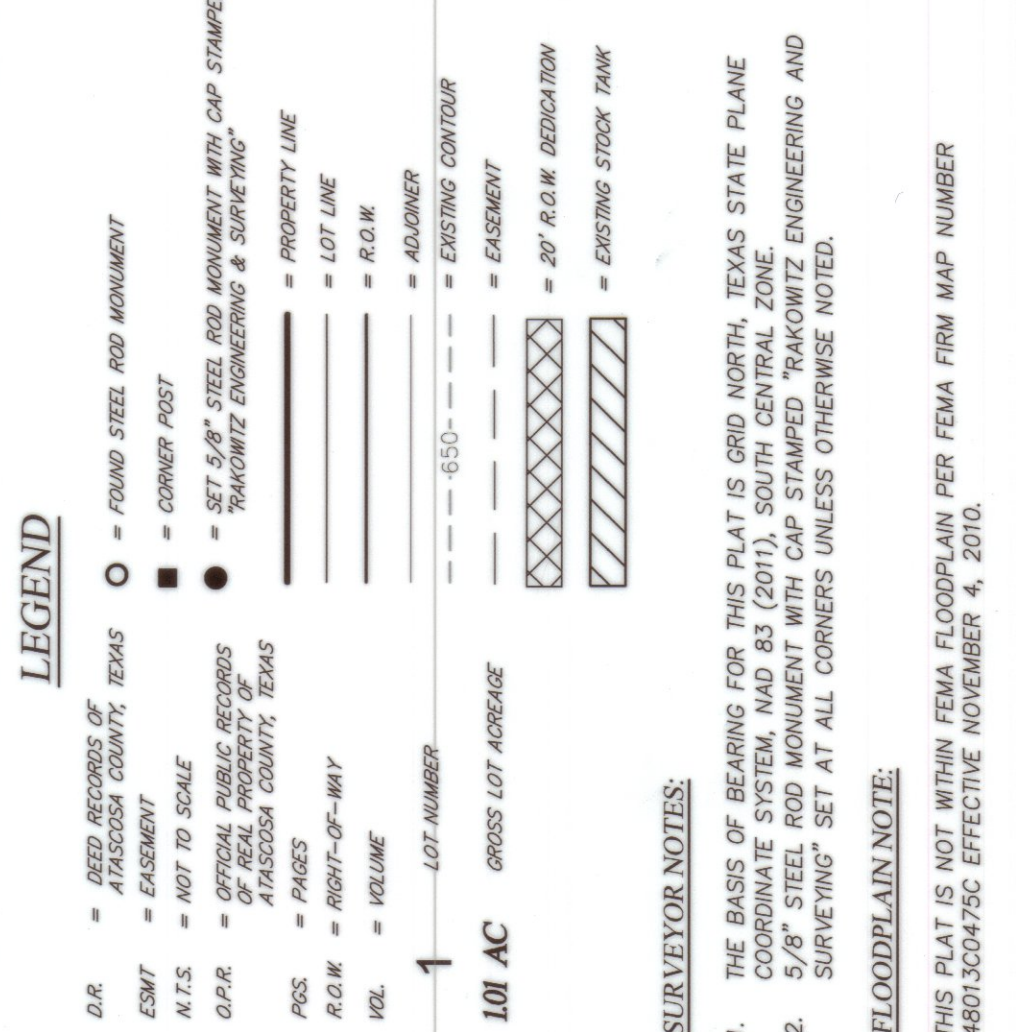 LEGEND
D.R. = DEED RECORDS OF
ATASCOSA COUNTY, TEXAS
ESMT = EASEMENT
N.T.S. = NOT TO SCALE
O.P.R. = OFFICIAL PUBLIC RECORDS
OF REAL PROPERTY OF
ATASCOSA COUNTY, TEXAS
PGS. = PAGES
R.O.W. = RIGHT-OF-WAY
VOL. = VOLUME
1 LOT NUMBER
1.01 AC GROSS LOT ACREAGE
= FOUND STEEL ROD MONUMENT
= CORNER POST
= SET 5/8" STEEL ROD MONUMENT WITH CAP STAMPE
"RAKOWITZ ENGINEERING & SURVEYING"
= PROPERTY LINE
= LOT LINE
= R.O.W.
= ADJOINER
650 = EXISTING CONTOUR
= EASEMENT
= 20' R.O.W. DEDICATION
= EXISTING STOCK TANK
SURVEYOR NOTES:
1. THE BASIS OF BEARING FOR THIS PLAT IS GRID NORTH, TEXAS STATE PLANE
COORDINATE SYSTEM, NAD 83 (2011), SOUTH CENTRAL ZONE.
2. 5/8" STEEL ROD MONUMENT WITH CAP STAMPED "RAKOWITZ ENGINEERING AND
SURVEYING" SET AT ALL CORNERS UNLESS OTHERWISE NOTED.
FLOODPLAIN NOTE:
THIS PLAT IS NOT WITHIN FEMA FLOODPLAIN PER FEMA FIRM MAP NUMBER
48013C0475C EFFECTIVE NOVEMBER 4, 2010.